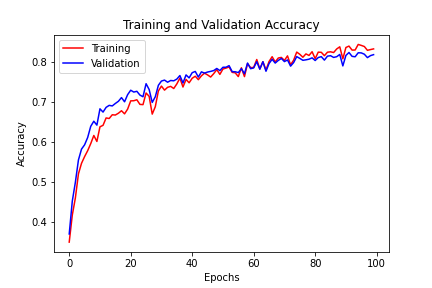 Training and Validation Accuracy
Training
Validation
Accuracy
0.8
0.7
0.6
0.5
0.4
0 20 40 60 80 100
Epochs